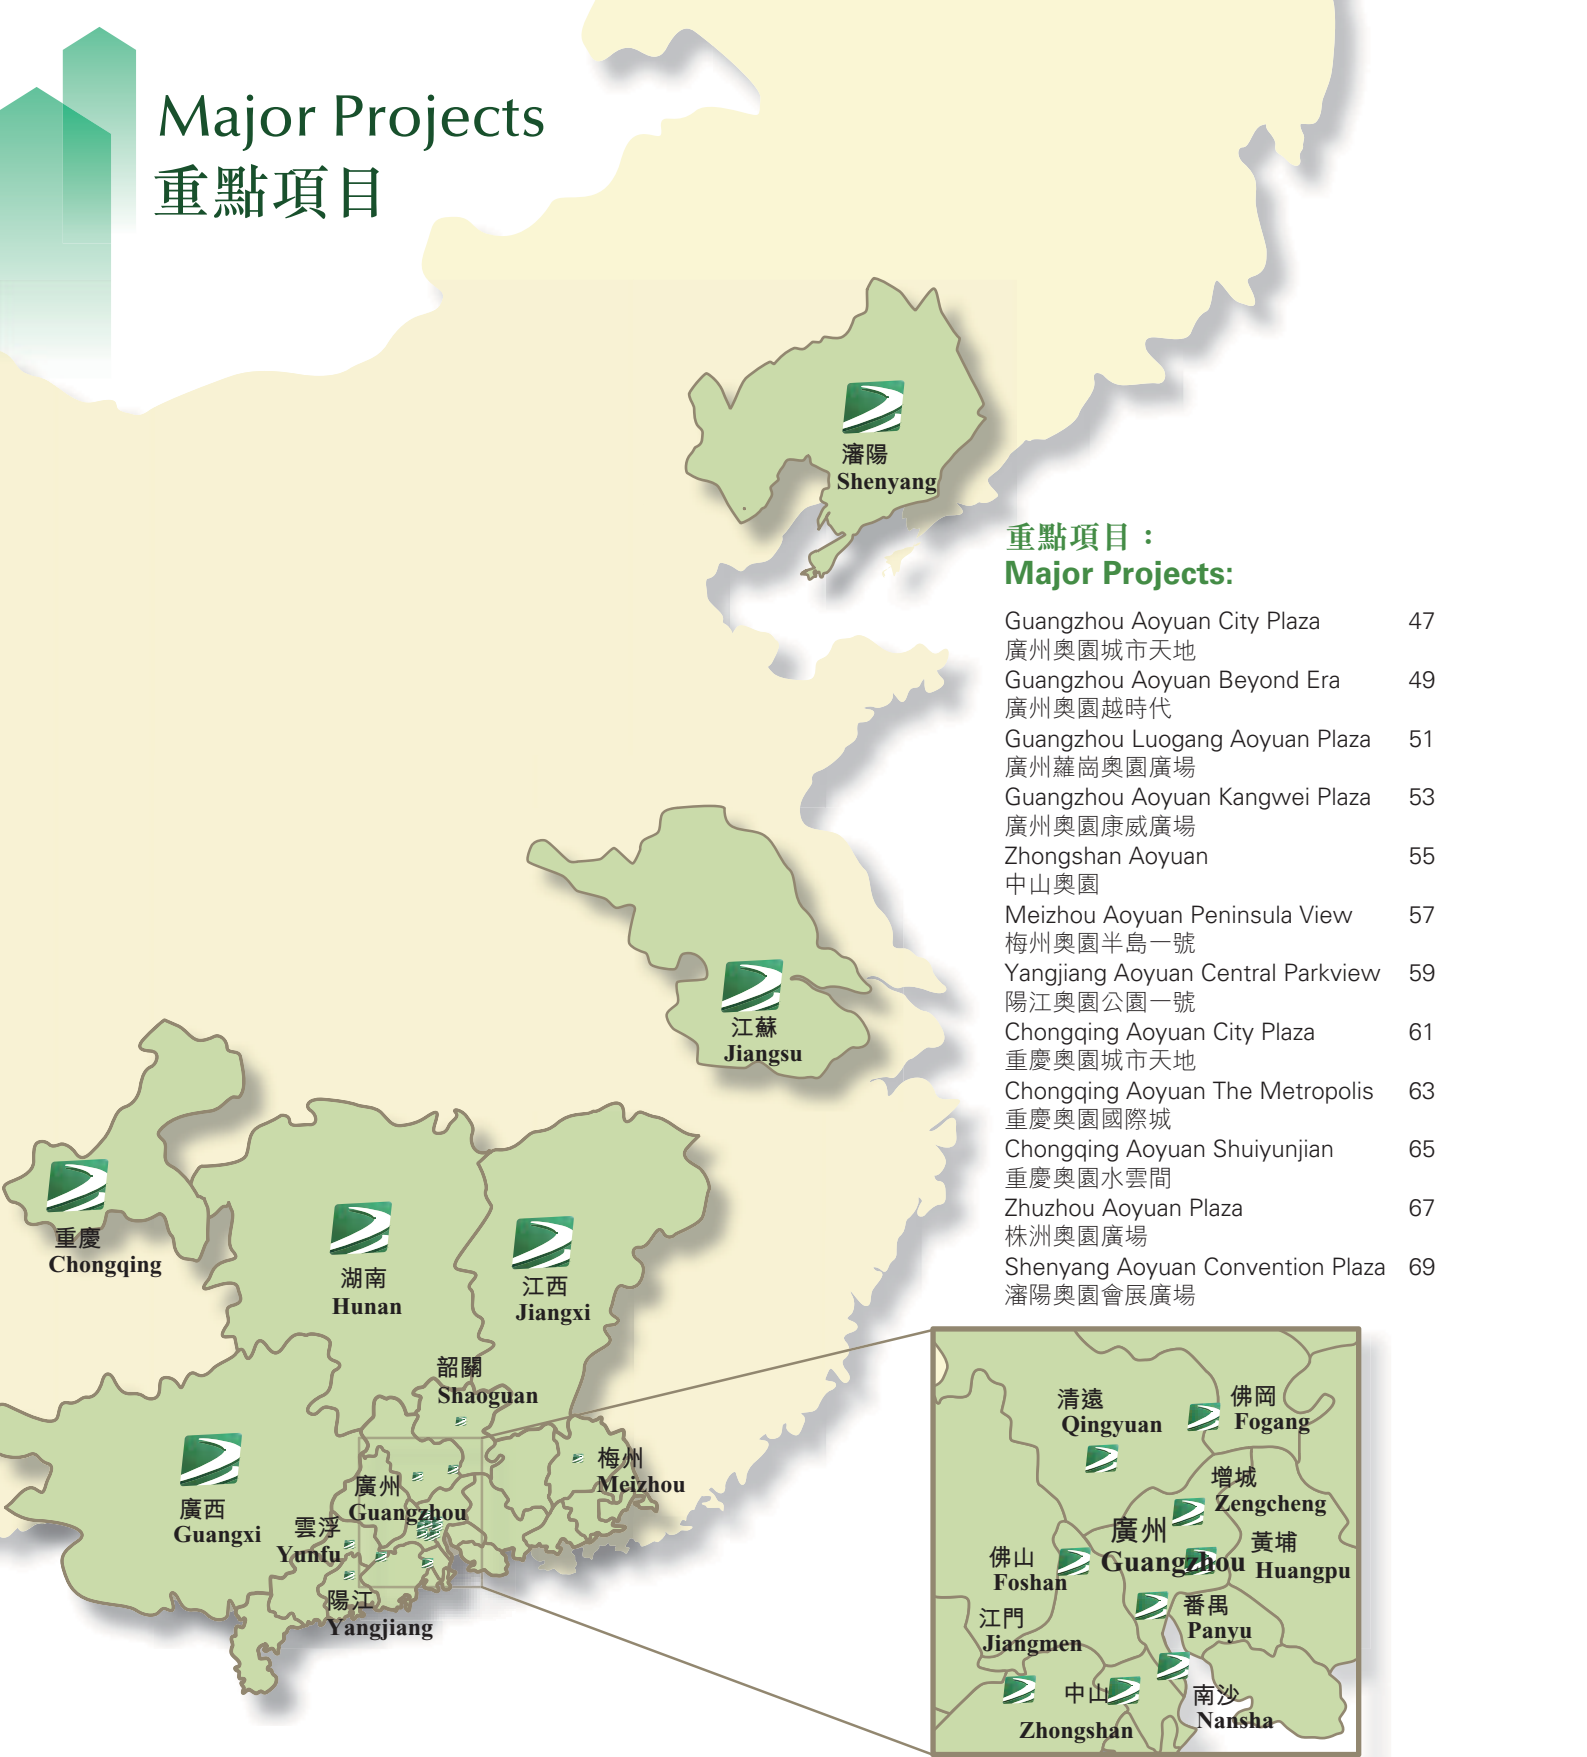 Major Projects
重點項目
瀋陽
Shenyang
重點項目：
Major Projects:
Guangzhou Aoyuan City Plaza 47
廣州奧園城市天地
Guangzhou Aoyuan Beyond Era 49
廣州奧園越時代
Guangzhou Luogang Aoyuan Plaza 51
廣州蘿崗奧園廣場
Guangzhou Aoyuan Kangwei Plaza 53
廣州奧園康威廣場
Zhongshan Aoyuan 55
中山奧園
Meizhou Aoyuan Peninsula View 57
梅州奧園半島一號
Yangjiang Aoyuan Central Parkview 59
陽江奧園公園一號
Chongqing Aoyuan City Plaza 61
重慶奧園城市天地
Chongqing Aoyuan The Metropolis 63
重慶奧園國際城
Chongqing Aoyuan Shuiyunjian 65
重慶奧園水雲間
Zhuzhou Aoyuan Plaza 67
株洲奧園廣場
Shenyang Aoyuan Convention Plaza 69
瀋陽奧園會展廣場
江蘇
Jiangsu
重慶
Chongqing
湖南
Hunan
江西
Jiangxi
韶關
Shaoguan
梅州
Meizhou
廣州
Guangzhou
廣西
Guangxi
雲浮
Yunfu
陽江
Yangjiang
清遠
Qingyuan
佛岡
Fogang
增城
Zengcheng
廣州
Guangzhou
黃埔
Huangpu
佛山
Foshan
番禺
Panyu
江門
Jiangmen
中山
Zhongshan
南沙
Nansha